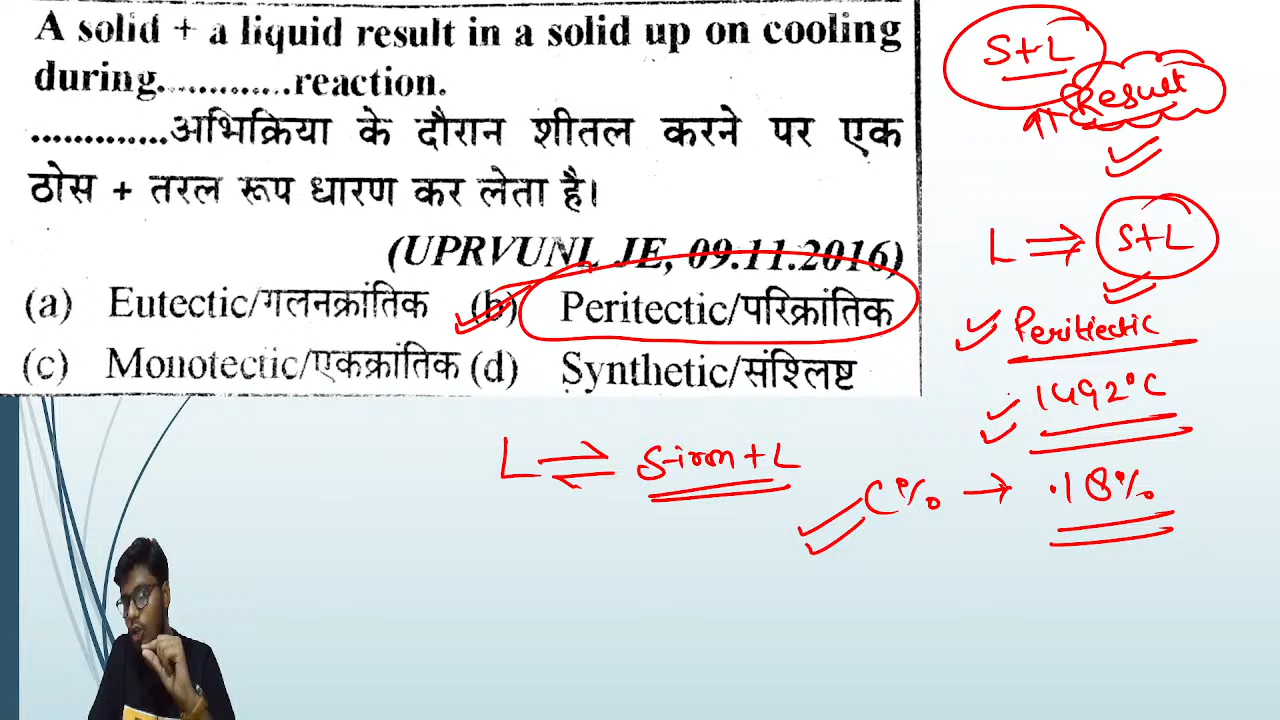 A solid + a liquid result in a solid up on cooling
during.............reaction.
..............अभिक्रिया के दौरान शीतल करने पर एक
ठोस + तरल रूप धारण कर लेता है।
(UPRVUNL JE, 09.11.2016)
(a) Eutectic/गलनक्रांतिक (b) Peritectic/परिक्रांतिक
(c) Monotectic/एकक्रांतिक (d) Synthetic/संश्लिष्ट
S+L
Result
L ⇒ S+L
Peritiectic
1492°C
L ⇌ S-iron + L
C% → .18%